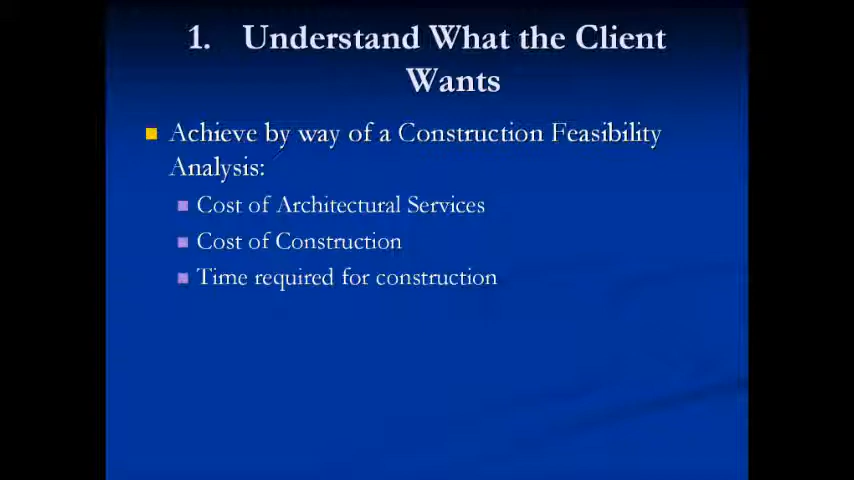 1. Understand What the Client
Wants
Achieve by way of a Construction Feasibility
Analysis:
Cost of Architectural Services
Cost of Construction
Time required for construction